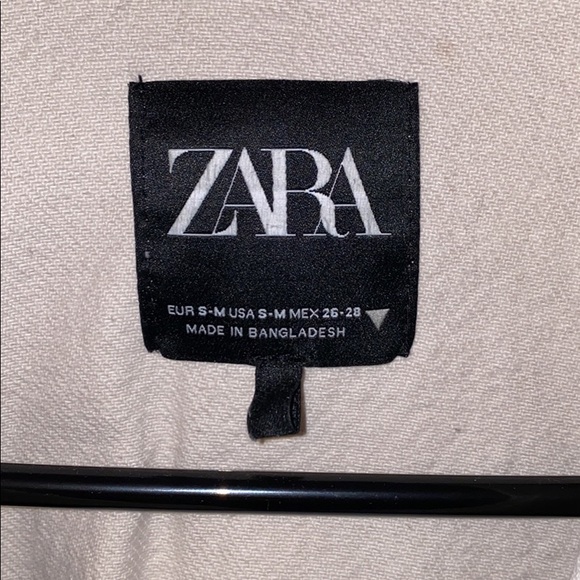 ZARA
EUR S-M USA S-M MEX 26-28
MADE IN BANGLADESH